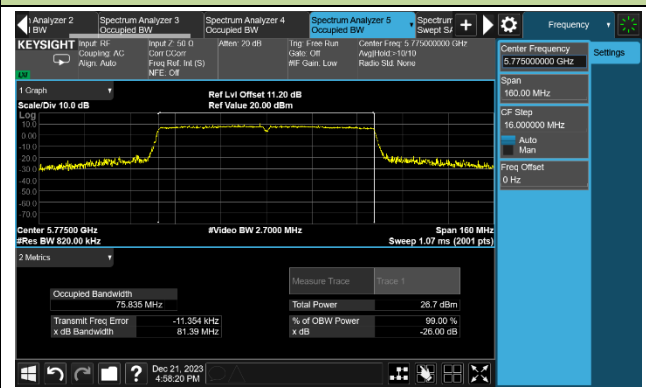 Analyzer 2
BW
Spectrum Analyzer 3
Occupied BW
Spectrum Analyzer 4
Occupied BW
Spectrum Analyzer 5
Occupied BW
Spectrum
Swept SA
Frequency
KEYSIGHT
Input: RF
Coupling: AC
Align: Auto
Input Z: 50 Ω
Corr CCorr
Freq Ref: Int (S)
NFE: Off
Atten: 20 dB
Trig: Free Run
Gate: Off
#IF Gain: Low
Center Freq: 5.775000000 GHz
Avg|Hold:>10/10
Radio Std: None
LXI
1 Graph
Scale/Div 10.0 dB
Ref Lvl Offset 11.20 dB
Ref Value 20.00 dBm
Log
10.0
0.00
-10.0
-20.0
-30.0
-40.0
-50.0
-60.0
-70.0
Center 5.77500 GHz
#Res BW 820.00 kHz
#Video BW 2.7000 MHz
Span 160 MHz
Sweep 1.07 ms (2001 pts)
2 Metrics
Measure Trace
Trace 1
Occupied Bandwidth
75.835 MHz
Total Power
26.7 dBm
Transmit Freq Error
-11.354 kHz
% of OBW Power
99.00 %
x dB Bandwidth
81.39 MHz
x dB
-26.00 dB
Center Frequency
5.775000000 GHz
Settings
Span
160.00 MHz
CF Step
16.000000 MHz
Auto
Man
Freq Offset
0 Hz
Dec 21, 2023
4:58:20 PM